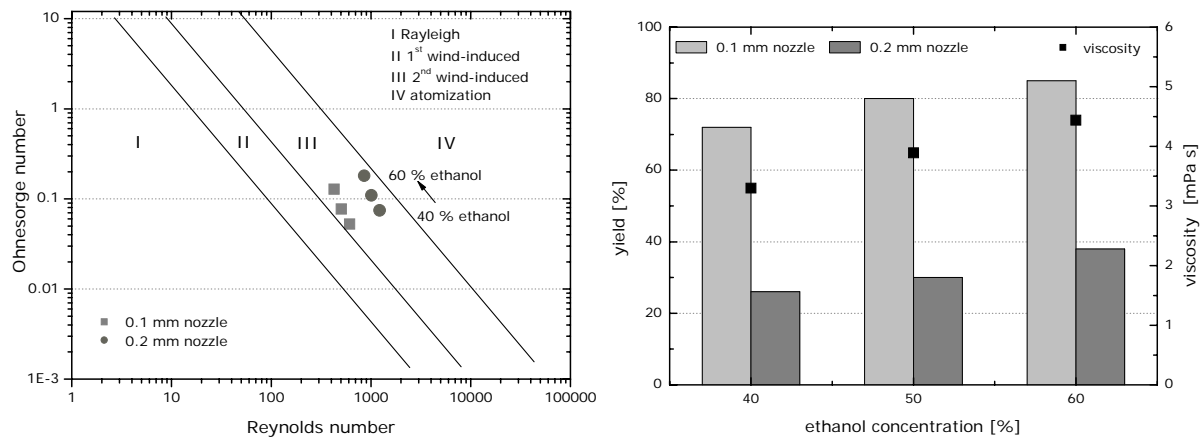 10
1
0.1
0.01
1E-3
Ohnesorge number
I Rayleigh
II 1st wind-induced
III 2nd wind-induced
IV atomization
I
II
III
IV
60 % ethanol
40 % ethanol
0.1 mm nozzle
0.2 mm nozzle
1
10
100
1000
10000
100000
Reynolds number
100
80
60
40
20
0
yield [%]
0.1 mm nozzle
0.2 mm nozzle
viscosity
6
5
4
3
2
1
0
viscosity [mPa s]
40
50
60
ethanol concentration [%]